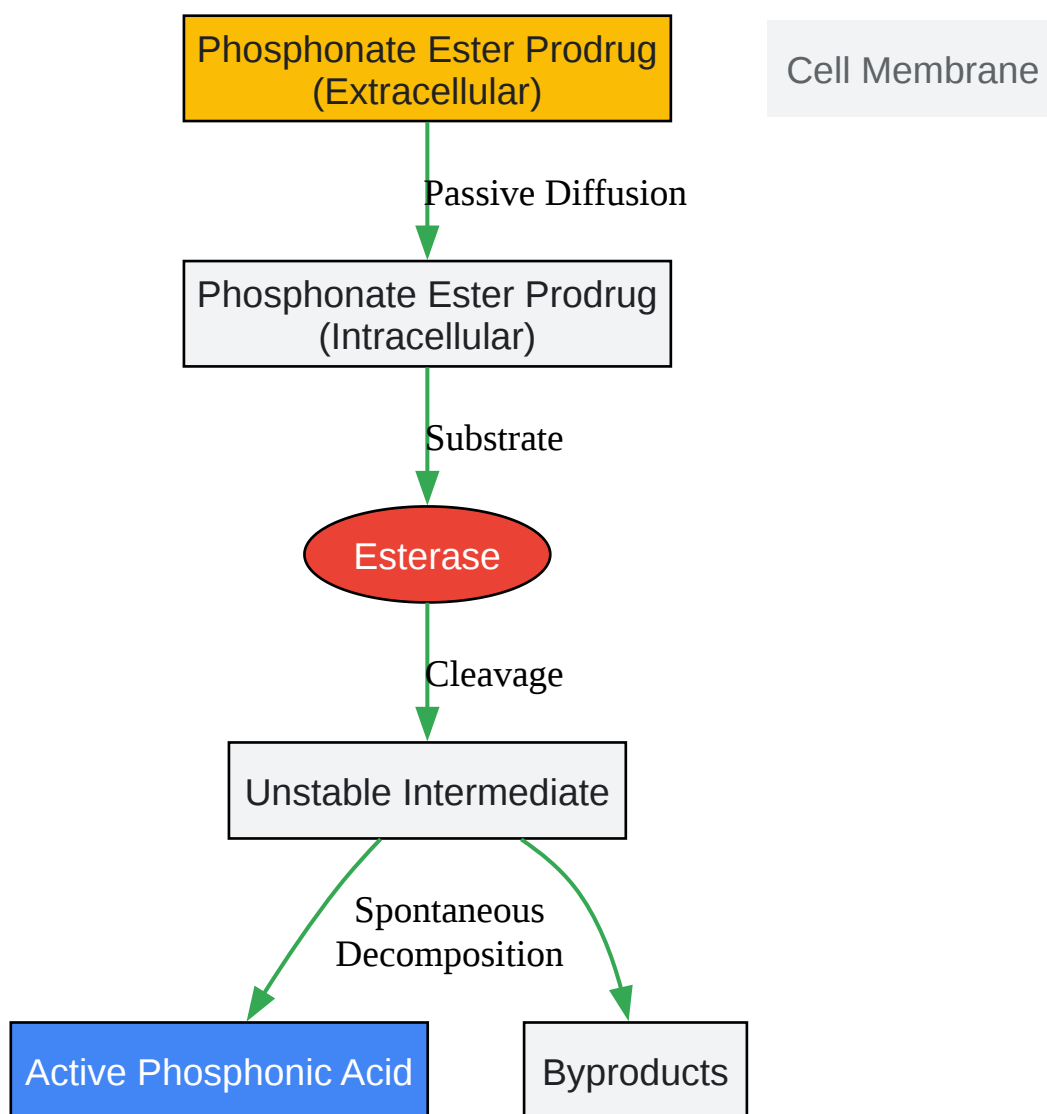 Phosphonate Ester Prodrug
(Extracellular)
Cell Membrane
Passive Diffusion
Phosphonate Ester Prodrug
(Intracellular)
Substrate
Esterase
Cleavage
Unstable Intermediate
Spontaneous
Decomposition
Active Phosphonic Acid
Byproducts